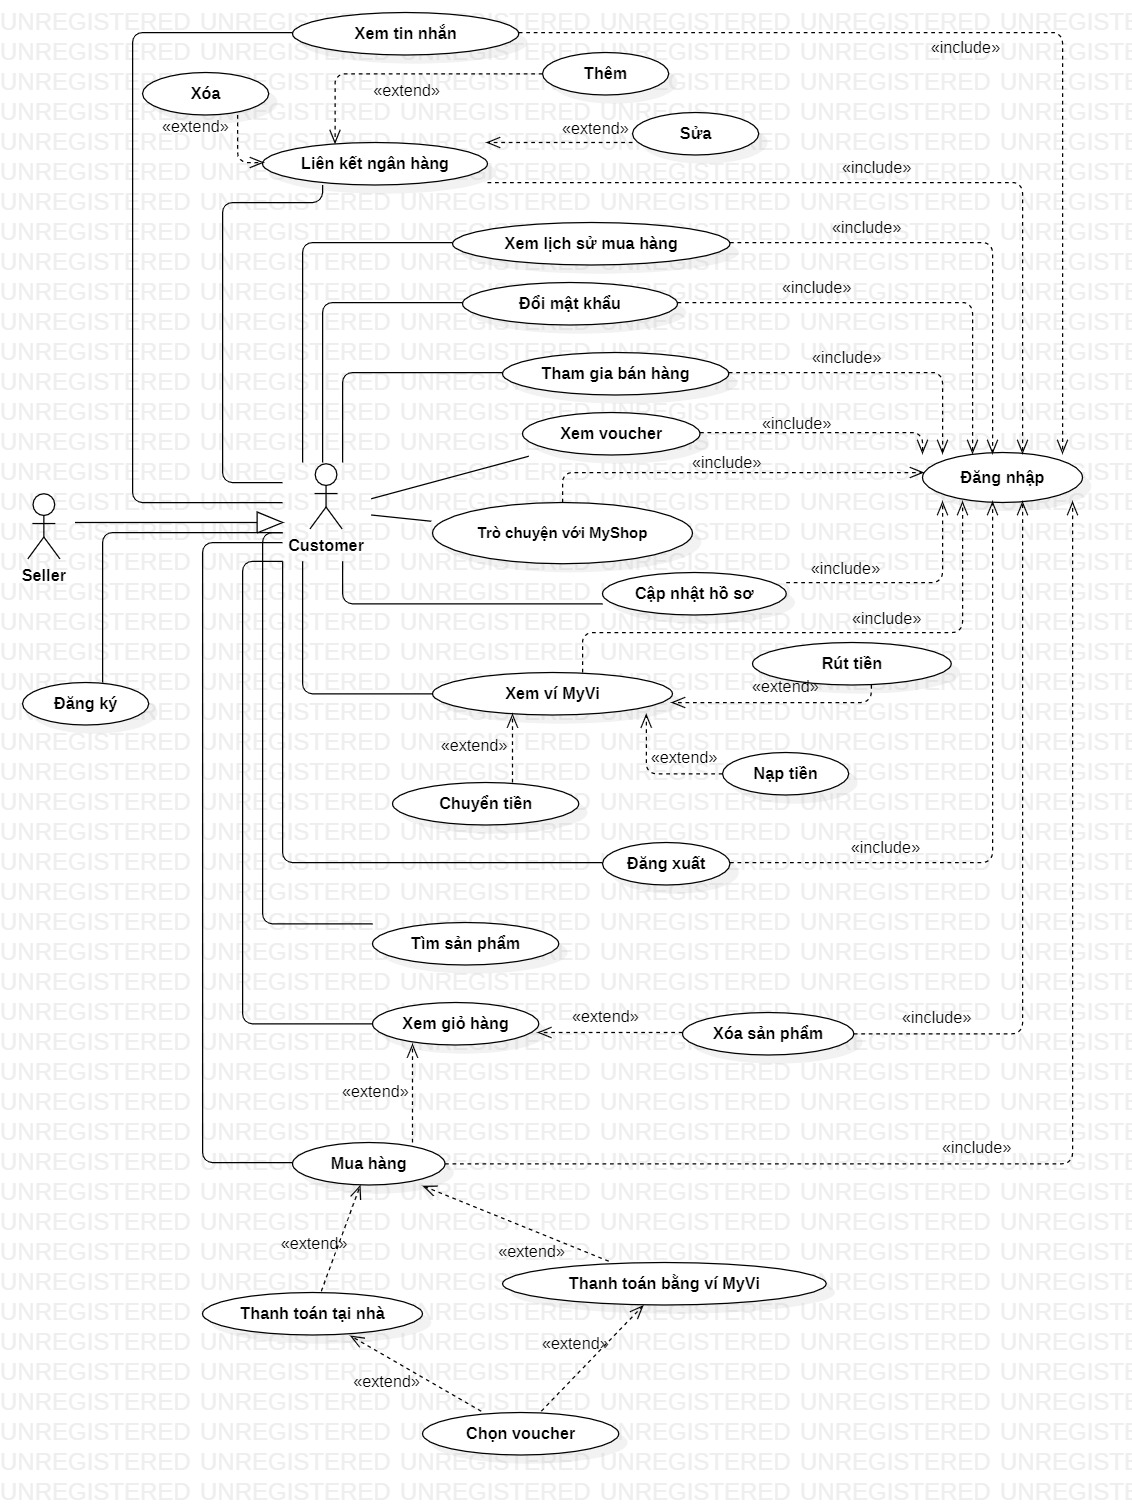 Xem tin nhắn
«include»
Thêm
Xóa
«extend»
«extend»
Sửa
«extend»
Liên kết ngân hàng
«include»
Xem lịch sử mua hàng
«include»
Đổi mật khẩu
«include»
Tham gia bán hàng
«include»
Xem voucher
«include»
«include»
Đăng nhập
Trò chuyện với MyShop
Customer
Seller
«include»
Cập nhật hồ sơ
«include»
Rút tiền
«extend»
Xem ví MyVi
Đăng ký
«extend»
«extend»
Nạp tiền
Chuyển tiền
«include»
Đăng xuất
Tìm sản phẩm
Xem giỏ hàng
«extend»
Xóa sản phẩm
«include»
«extend»
Mua hàng
«include»
«extend»
«extend»
Thanh toán bằng ví MyVi
Thanh toán tại nhà
«extend»
«extend»
Chọn voucher
UNREGISTERED